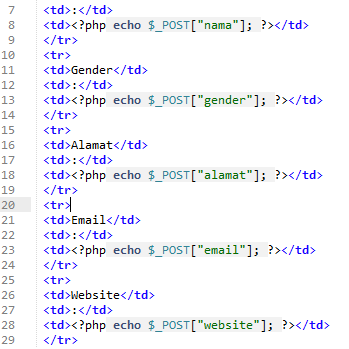 7 <td>:</td>
8 <td><?php echo $_POST["nama"]; ?></td>
9 </tr>
10 <tr>
11 <td>Gender</td>
12 <td>:</td>
13 <td><?php echo $_POST["gender"]; ?></td>
14 </tr>
15 <tr>
16 <td>Alamat</td>
17 <td>:</td>
18 <td><?php echo $_POST["alamat"]; ?></td>
19 </tr>
20 <tr>
21 <td>Email</td>
22 <td>:</td>
23 <td><?php echo $_POST["email"]; ?></td>
24 </tr>
25 <tr>
26 <td>Website</td>
27 <td>:</td>
28 <td><?php echo $_POST["website"]; ?></td>
29 </tr>